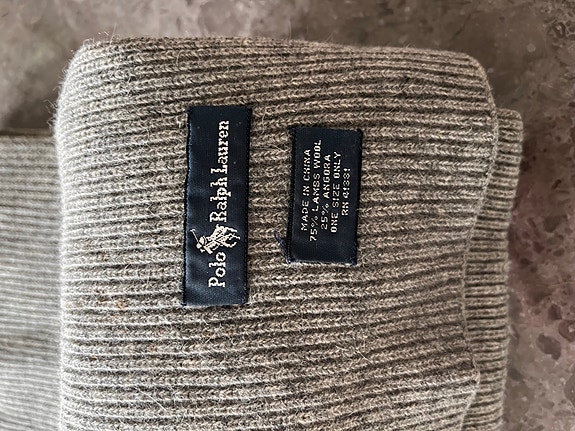 Polo Ralph Lauren
MADE IN CHINA
75% LAMBS WOOL
25% ANGORA
ONE SIZE ONLY
RN 41381